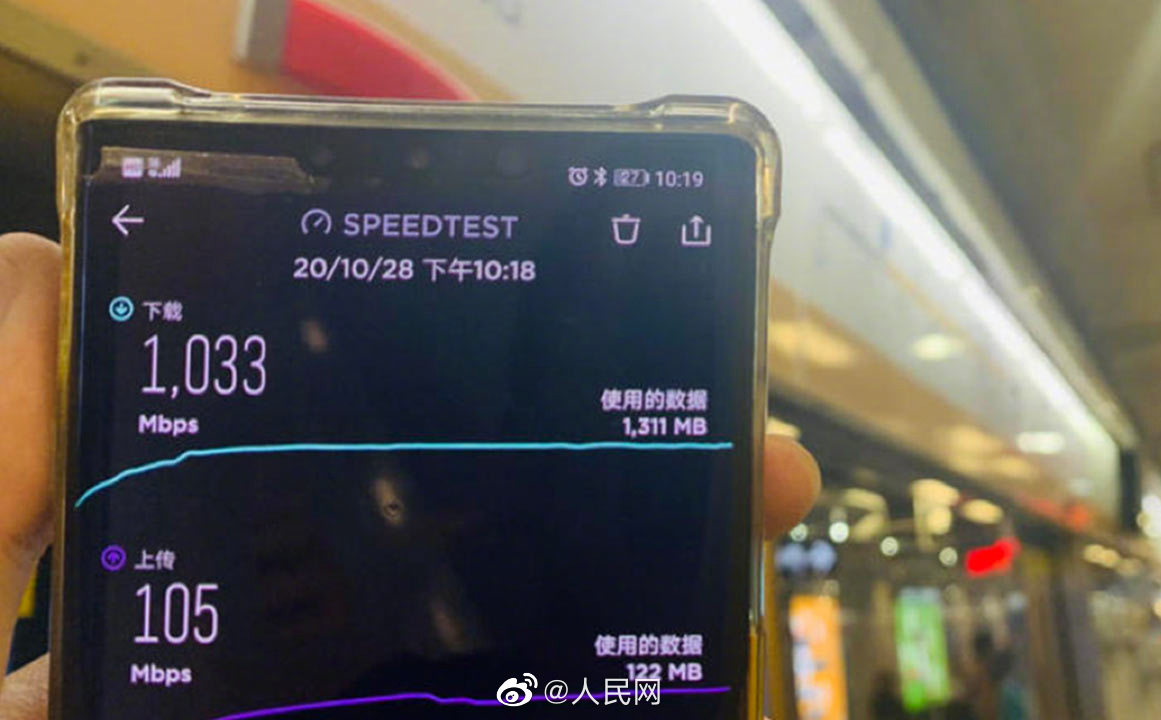 27 10:19
SPEEDTEST
20/10/28 下午10:18
下载
1,033
Mbps
使用的数据
1,311 MB
上传
105
Mbps
使用的数据
122 MB
@人民网